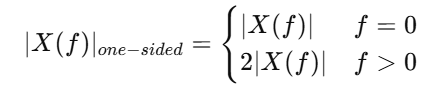 |X(f)|_{one-sided} = { |X(f)| f = 0
2|X(f)| f > 0